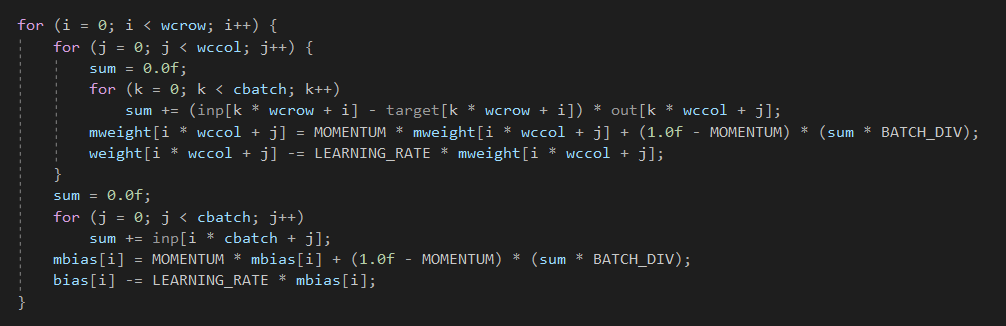 for (i = 0; i < wcrow; i++) {
    for (j = 0; j < wccol; j++) {
        sum = 0.0f;
        for (k = 0; k < cbatch; k++)
            sum += (inp[k * wcrow + i] - target[k * wcrow + i]) * out[k * wccol + j];
        mweight[i * wccol + j] = MOMENTUM * mweight[i * wccol + j] + (1.0f - MOMENTUM) * (sum * BATCH_DIV);
        weight[i * wccol + j] -= LEARNING_RATE * mweight[i * wccol + j];
    }
    sum = 0.0f;
    for (j = 0; j < cbatch; j++)
        sum += inp[i * cbatch + j];
    mbias[i] = MOMENTUM * mbias[i] + (1.0f - MOMENTUM) * (sum * BATCH_DIV);
    bias[i] -= LEARNING_RATE * mbias[i];
}